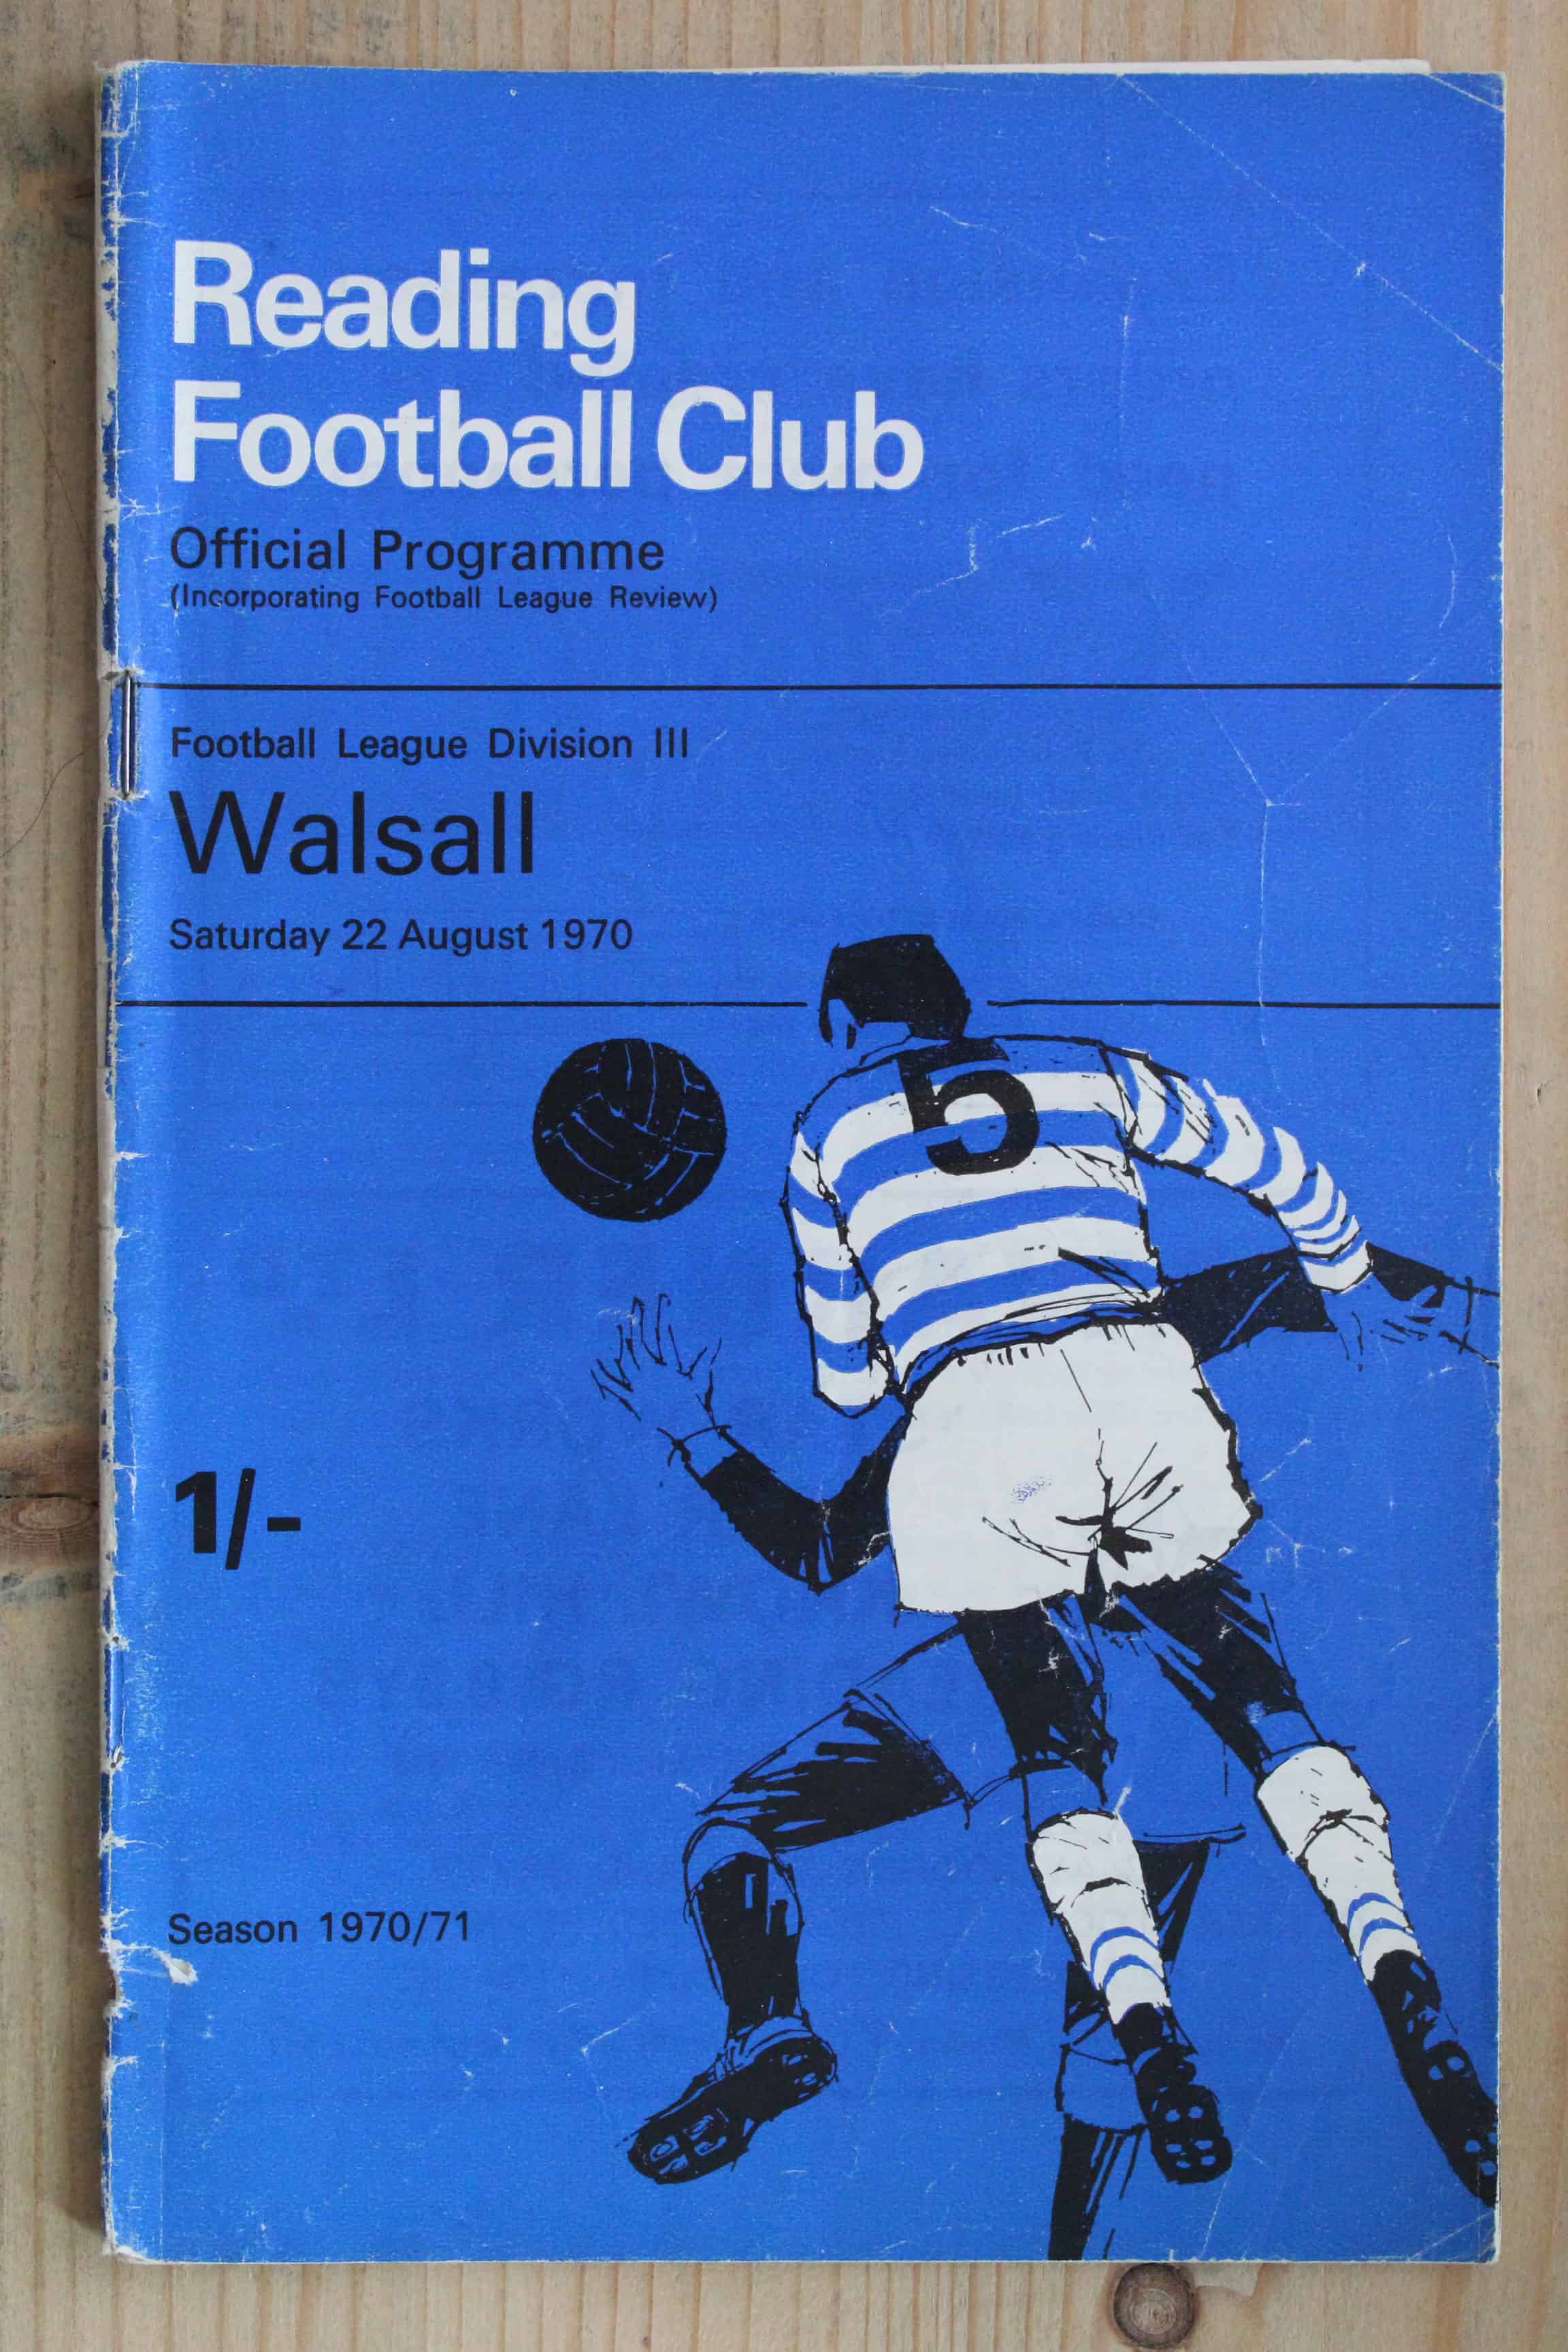 Reading
Football Club
Official Programme
(Incorporating Football League Review)
Football League Division III
Walsall
Saturday 22 August 1970
5
1/-
Season 1970/71